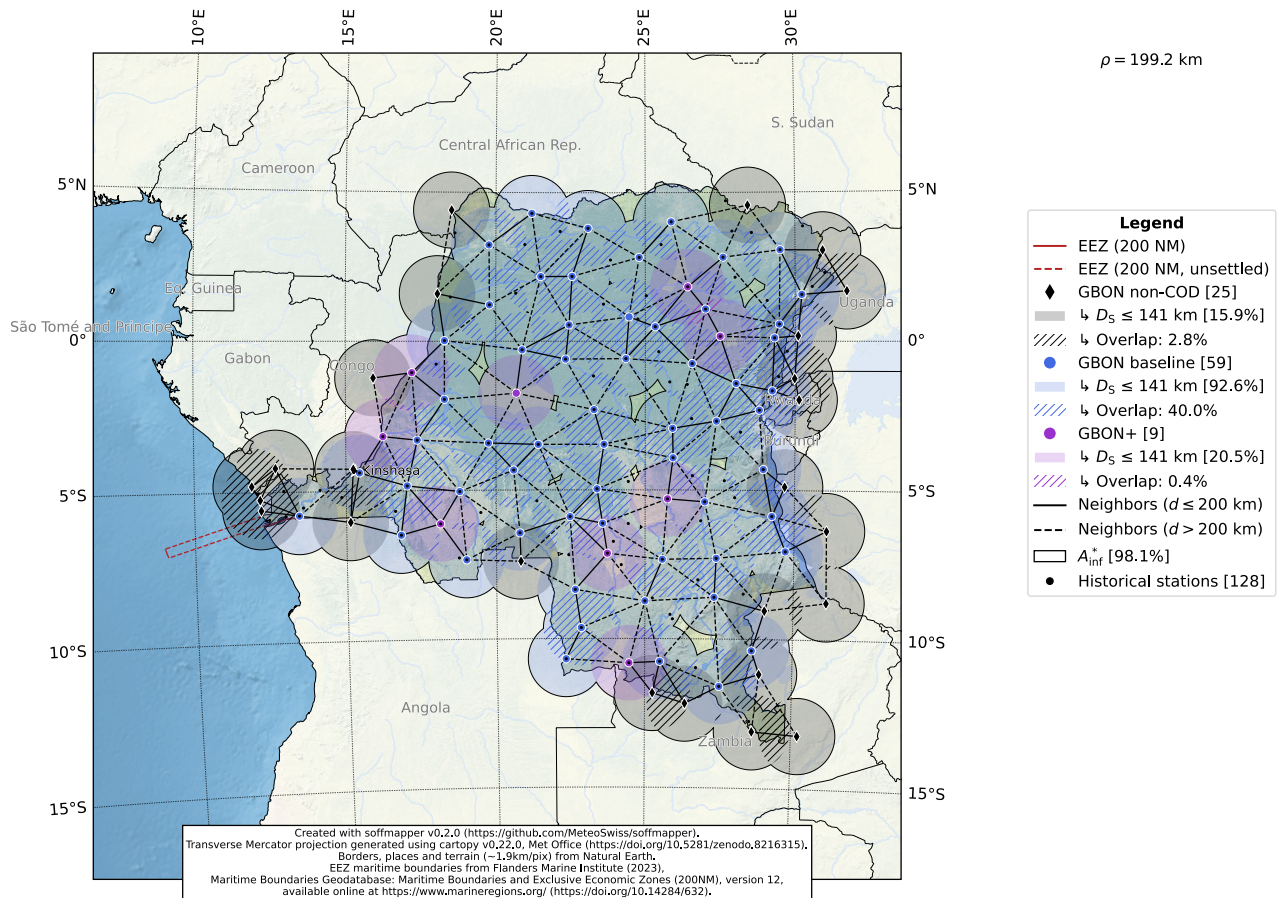 10°E
15°E
20°E
25°E
30°E
ρ = 199.2 km
S. Sudan
Central African Rep.
Cameroon
5°N
5°N
Eq. Guinea
Uganda
São Tomé and Príncipe
0°
0°
Gabon
Congo
Rwanda
Burundi
Kinshasa
5°S
5°S
10°S
10°S
Angola
Zambia
15°S
15°S
Legend
EEZ (200 NM)
EEZ (200 NM, unsettled)
GBON non-COD [25]
↳ D_S ≤ 141 km [15.9%]
↳ Overlap: 2.8%
GBON baseline [59]
↳ D_S ≤ 141 km [92.6%]
↳ Overlap: 40.0%
GBON+ [9]
↳ D_S ≤ 141 km [20.5%]
↳ Overlap: 0.4%
Neighbors (d ≤ 200 km)
Neighbors (d > 200 km)
A*_inf [98.1%]
Historical stations [128]
Created with soffmapper v0.2.0 (https://github.com/MeteoSwiss/soffmapper).
Transverse Mercator projection generated using cartopy v0.22.0, Met Office (https://doi.org/10.5281/zenodo.8216315).
Borders, places and terrain (~1.9km/pix) from Natural Earth.
EEZ maritime boundaries from Flanders Marine Institute (2023),
Maritime Boundaries Geodatabase: Maritime Boundaries and Exclusive Economic Zones (200NM), version 12,
available online at https://www.marineregions.org/ (https://doi.org/10.14284/632).